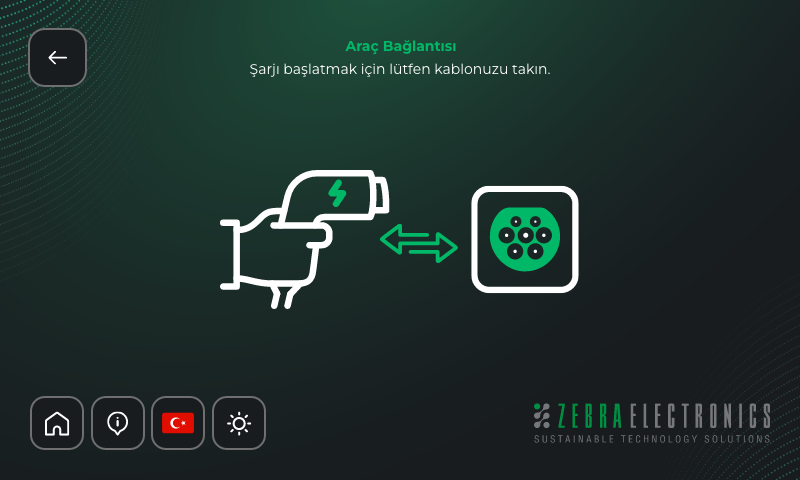 Araç Bağlantısı
Şarjı başlatmak için lütfen kablonuzu takın.
ZEBRA ELECTRONICS
SUSTAINABLE TECHNOLOGY SOLUTIONS